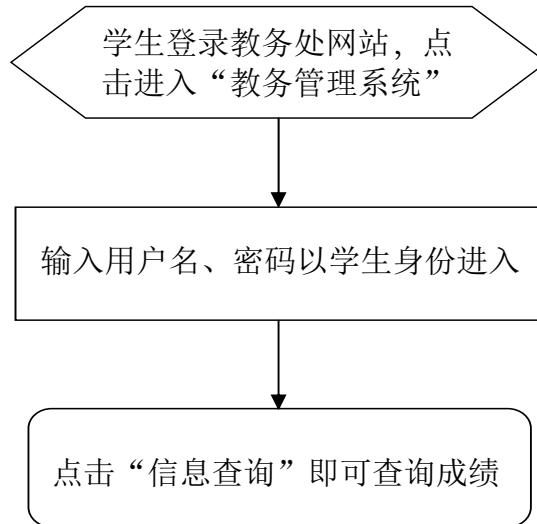 学生登录教务处网站，点
击进入“教务管理系统”
输入用户名、密码以学生身份进入
点击“信息查询”即可查询成绩